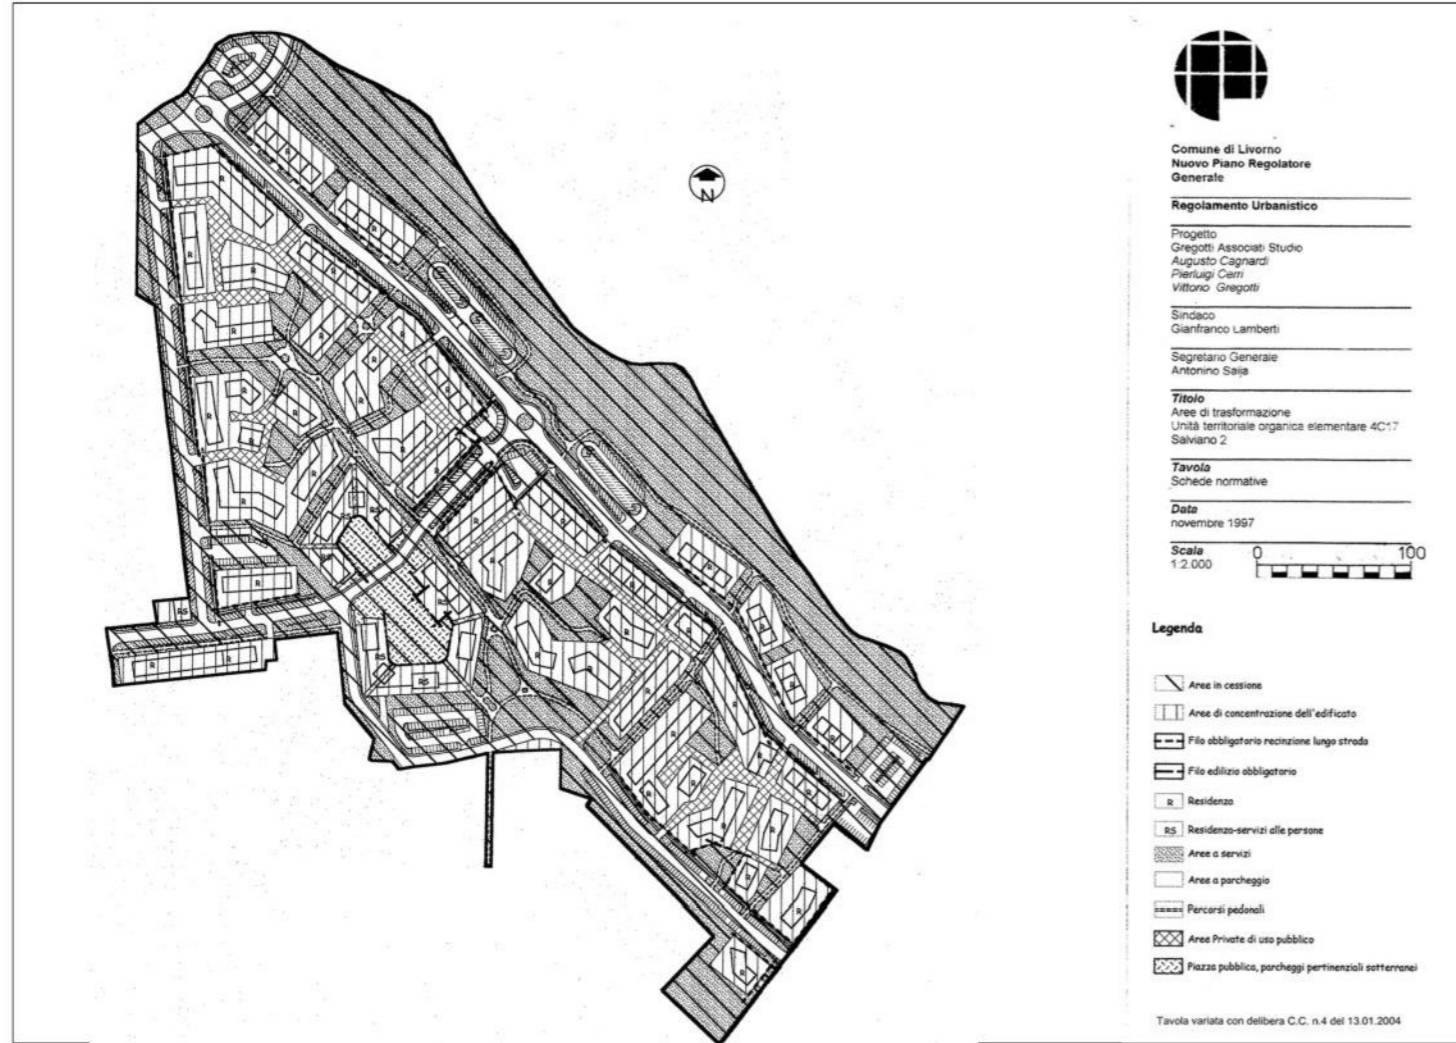 Comune di Livorno
Nuovo Piano Regolatore
Generale
Regolamento Urbanistico
Progetto
Gregotti Associati Studio
Augusto Cagnardi
Pierluigi Cerri
Vittorio Gregotti
Sindaco
Gianfranco Lamberti
Segretario Generale
Antonino Saija
Titolo
Aree di trasformazione
Unità territoriale organica elementare 4C17
Salviano 2
Tavola
Schede normative
Data
novembre 1997
Scala
1:2.000
0 100
N
Legenda
Aree in cessione
Aree di concentrazione dell'edificato
Filo obbligatorio recinzione lungo strada
Filo edilizio obbligatorio
R Residenza
RS Residenza-servizi alle persone
Aree a servizi
Aree a parcheggio
Percorsi pedonali
Aree Private di uso pubblico
Piazza pubblica, parcheggi pertinenziali sotterranei
Tavola variata con delibera C.C. n.4 del 13.01.2004